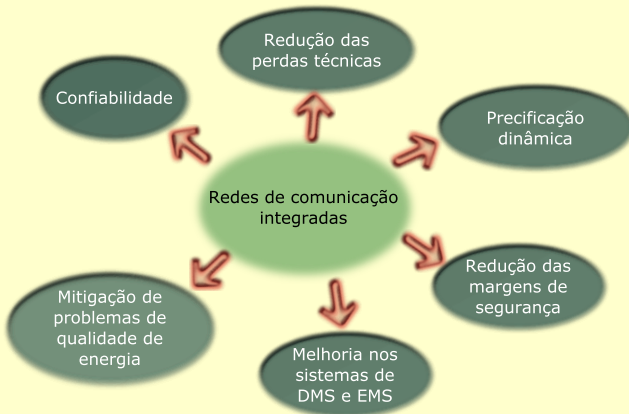 Redução das
perdas técnicas
Confiabilidade
Precificação
dinâmica
Redes de comunicação
integradas
Redução das
margens de
segurança
Mitigação de
problemas de
qualidade de
energia
Melhoria nos
sistemas de
DMS e EMS